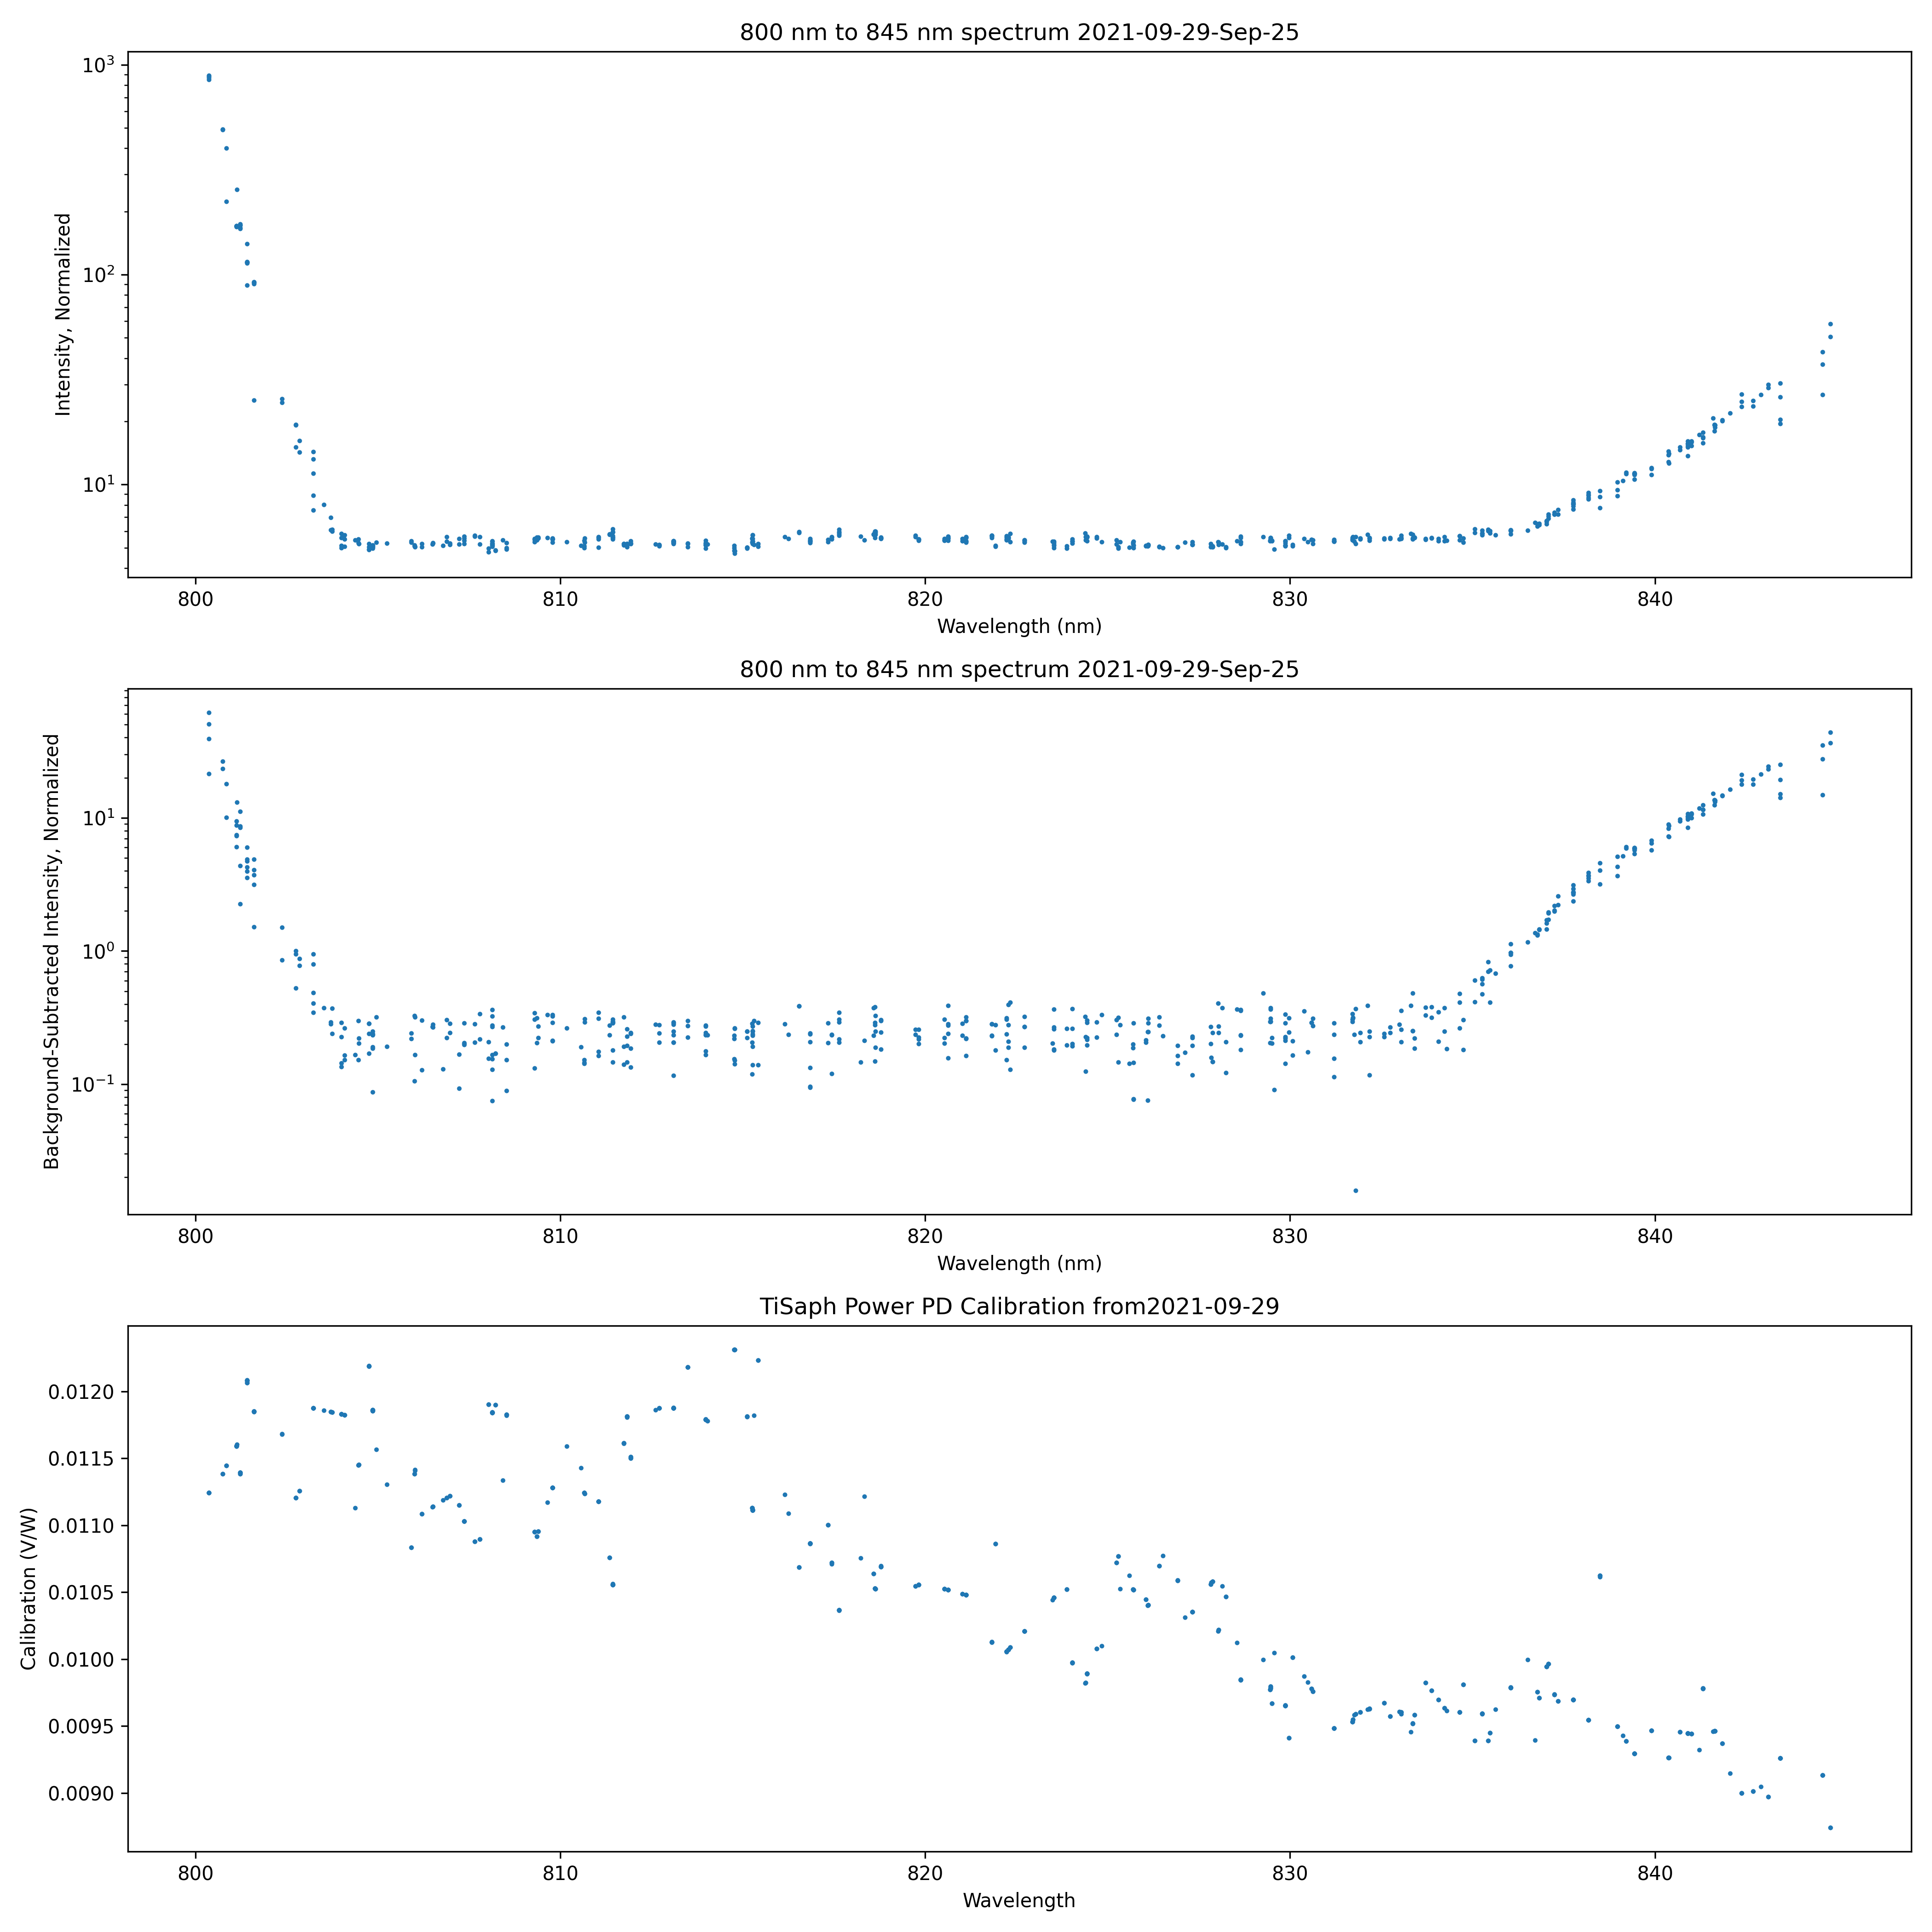 800 nm to 845 nm spectrum 2021-09-29-Sep-25
10³
10²
10¹
Intensity, Normalized
800 810 820 830 840
Wavelength (nm)
800 nm to 845 nm spectrum 2021-09-29-Sep-25
10¹
10⁰
10⁻¹
Background-Subtracted Intensity, Normalized
800 810 820 830 840
Wavelength (nm)
TiSaph Power PD Calibration from2021-09-29
0.0120
0.0115
0.0110
0.0105
0.0100
0.0095
0.0090
Calibration (V/W)
800 810 820 830 840
Wavelength